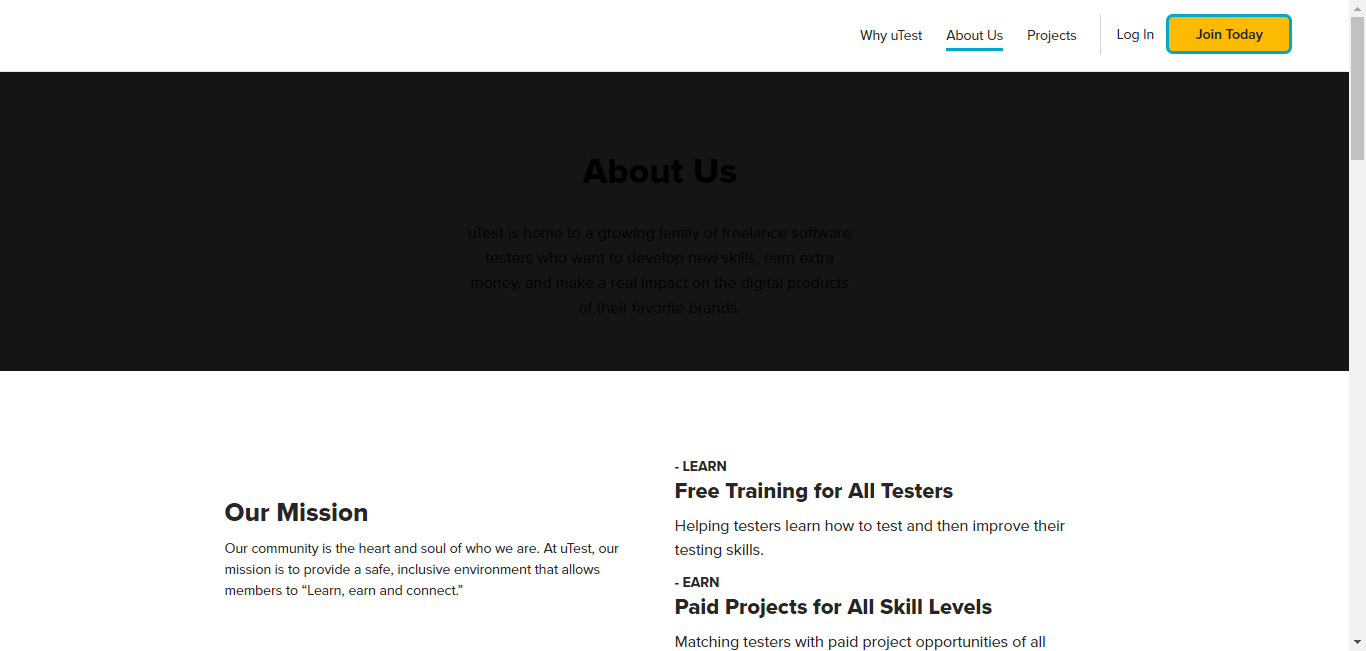 Why uTest
About Us
Projects
Log In
Join Today
About Us
uTest is home to a growing family of freelance software
testers who want to develop new skills, earn extra
money, and make a real impact on the digital products
of their favorite brands.
Our Mission
Our community is the heart and soul of who we are. At uTest, our
mission is to provide a safe, inclusive environment that allows
members to “Learn, earn and connect.”
- LEARN
Free Training for All Testers
Helping testers learn how to test and then improve their
testing skills.
- EARN
Paid Projects for All Skill Levels
Matching testers with paid project opportunities of all